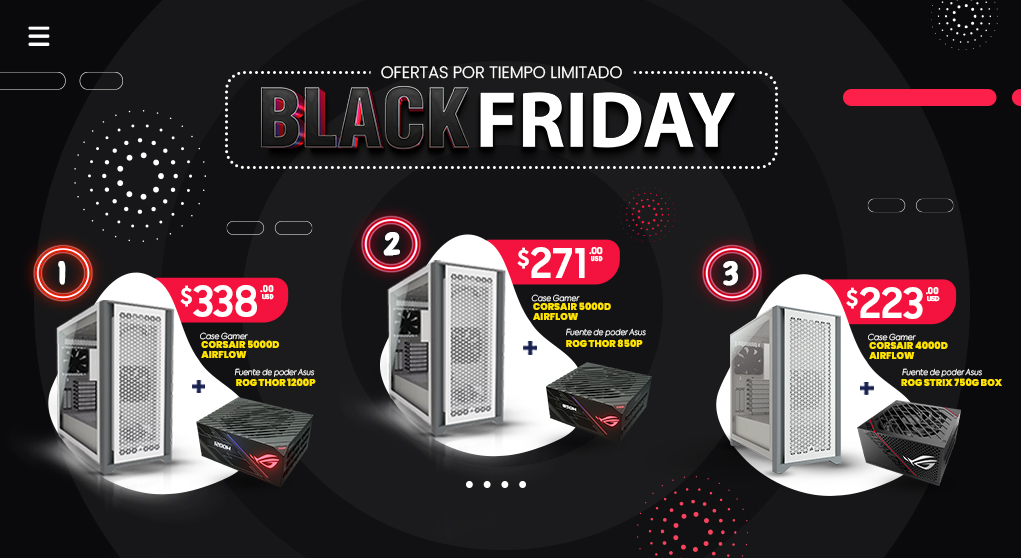 OFERTAS POR TIEMPO LIMITADO
BLACK FRIDAY
1
$338.00 USD
Case Gamer
CORSAIR 5000D
AIRFLOW
+
Fuente de poder Asus
ROG THOR 1200P
1200W
2
$271.00 USD
Case Gamer
CORSAIR 5000D
AIRFLOW
+
Fuente de poder Asus
ROG THOR 850P
850W
3
$223.00 USD
Case Gamer
CORSAIR 4000D
AIRFLOW
+
Fuente de poder Asus
ROG STRIX 750G BOX